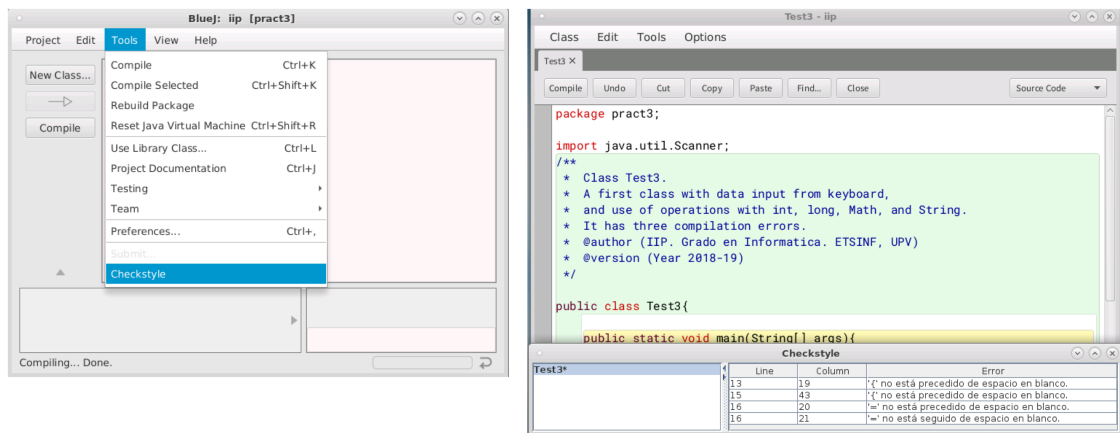 BlueJ: iip [pract3]
Project Edit Tools View Help
New Class...
Compile
Compile Ctrl+K
Compile Selected Ctrl+Shift+K
Rebuild Package
Reset Java Virtual Machine Ctrl+Shift+R
Use Library Class... Ctrl+L
Project Documentation Ctrl+J
Testing
Team
Preferences... Ctrl+,
Submit...
Checkstyle
Compiling... Done.
Test3 - iip
Class Edit Tools Options
Test3 ×
Compile Undo Cut Copy Paste Find... Close Source Code
package pract3;
import java.util.Scanner;
/**
* Class Test3.
* A first class with data input from keyboard,
* and use of operations with int, long, Math, and String.
* It has three compilation errors.
* @author (IIP. Grado en Informatica. ETSINF, UPV)
* @version (Year 2018-19)
*/
public class Test3{
public static void main(String[] args){
Checkstyle
Test3*
Line Column Error
13 19 '{' no está precedido de espacio en blanco.
15 43 '{' no está precedido de espacio en blanco.
16 20 '=' no está precedido de espacio en blanco.
16 21 '=' no está seguido de espacio en blanco.